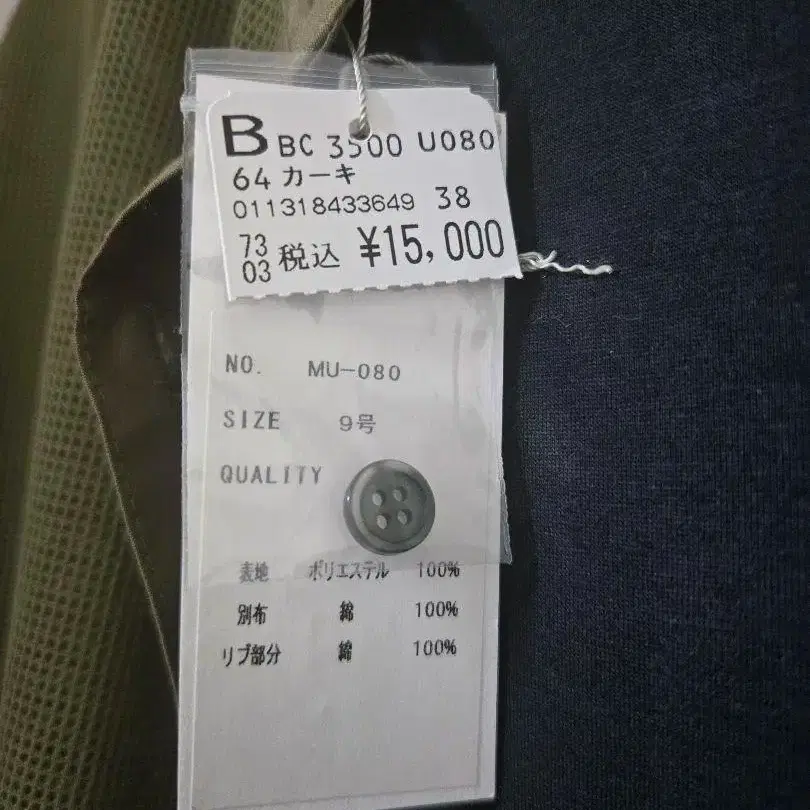 B BC 3500 U080
64 カーキ
011318433649 38
73
03 税込 ¥15,000
NO. MU-080
SIZE 9号
QUALITY
表地 ポリエステル 100%
別布 綿 100%
リブ部分 綿 100%